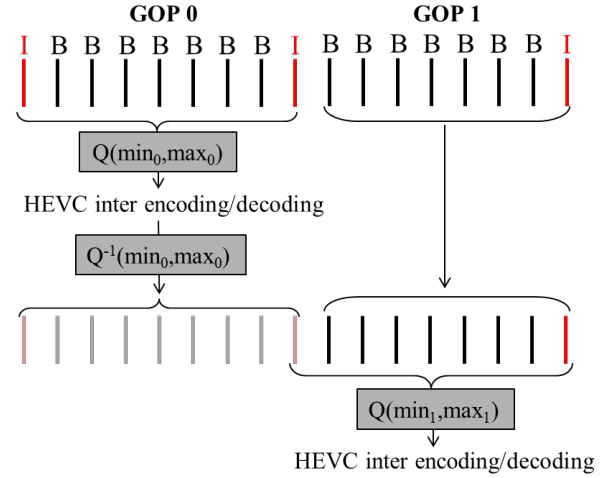 GOP 0 GOP 1
I B B B B B B B I B B B B B B B I
Q(min₀,max₀)
HEVC inter encoding/decoding
Q⁻¹(min₀,max₀)
Q(min₁,max₁)
HEVC inter encoding/decoding